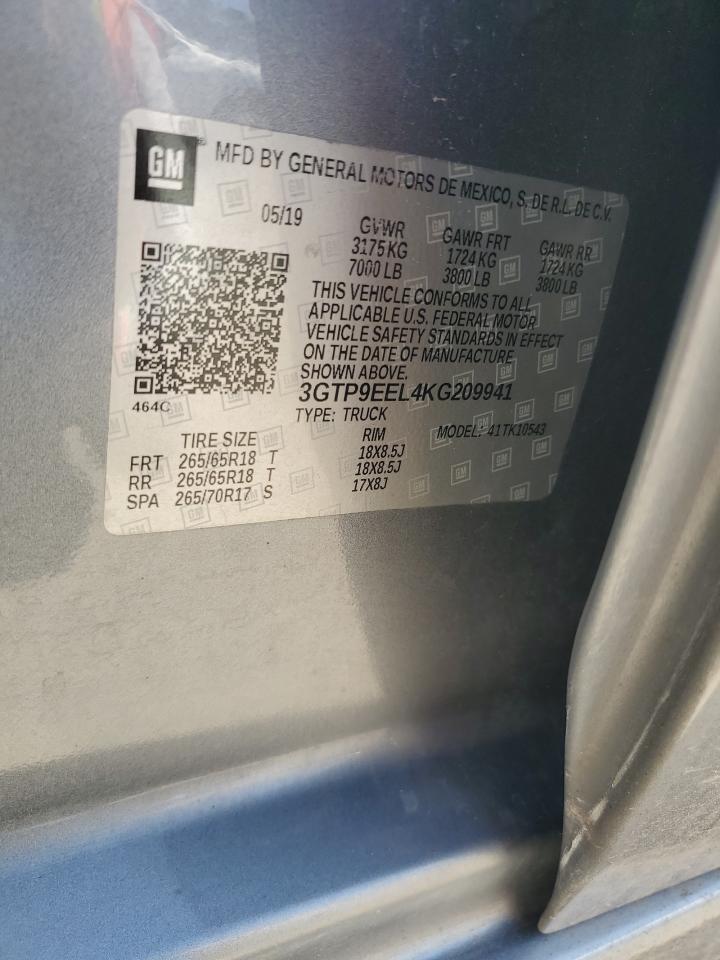 GM
MFD BY GENERAL MOTORS DE MEXICO, S. DE R.L. DE C.V.
05/19
GVWR GAWR FRT GAWR RR
3175 KG 1724 KG 1724 KG
7000 LB 3800 LB 3800 LB
THIS VEHICLE CONFORMS TO ALL
APPLICABLE U.S. FEDERAL MOTOR
VEHICLE SAFETY STANDARDS IN EFFECT
ON THE DATE OF MANUFACTURE
SHOWN ABOVE.
464C
3GTP9EEL4KG209941
TYPE: TRUCK MODEL: 41TK10543
TIRE SIZE RIM
FRT 265/65R18 T 18X8.5J
RR 265/65R18 T 18X8.5J
SPA 265/70R17 S 17X8J